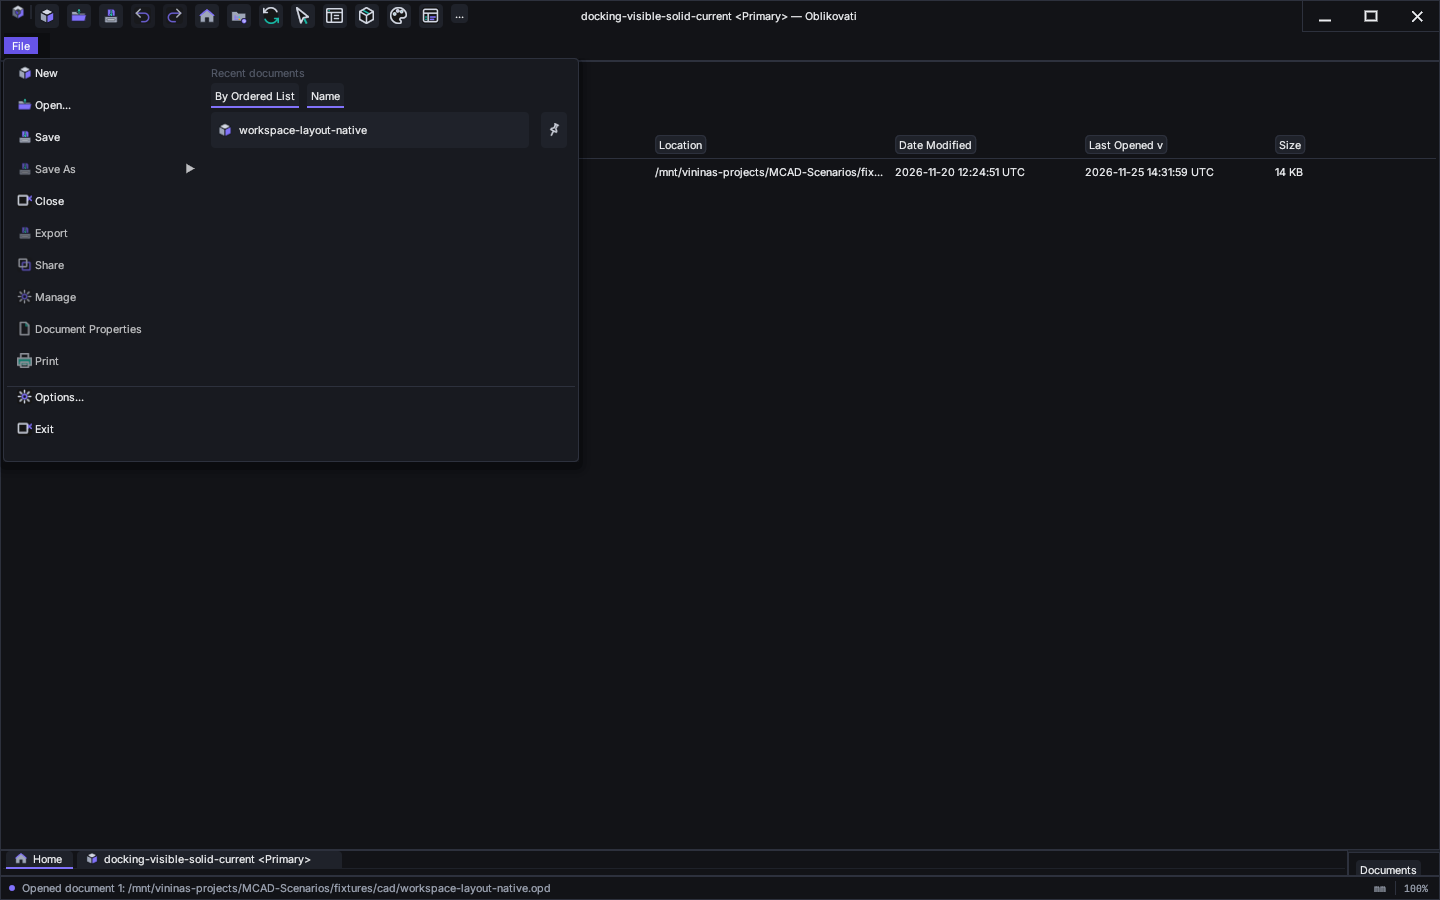 docking-visible-solid-current <Primary> — Oblikovati
...
File
New
Open...
Save
Save As
Close
Export
Share
Manage
Document Properties
Print
Options...
Exit
Recent documents
By Ordered List
Name
workspace-layout-native
Location
Date Modified
Last Opened v
Size
/mnt/vininas-projects/MCAD-Scenarios/fix...
2026-11-20 12:24:51 UTC
2026-11-25 14:31:59 UTC
14 KB
Home
docking-visible-solid-current <Primary>
Documents
Opened document 1: /mnt/vininas-projects/MCAD-Scenarios/fixtures/cad/workspace-layout-native.opd
mm
100%